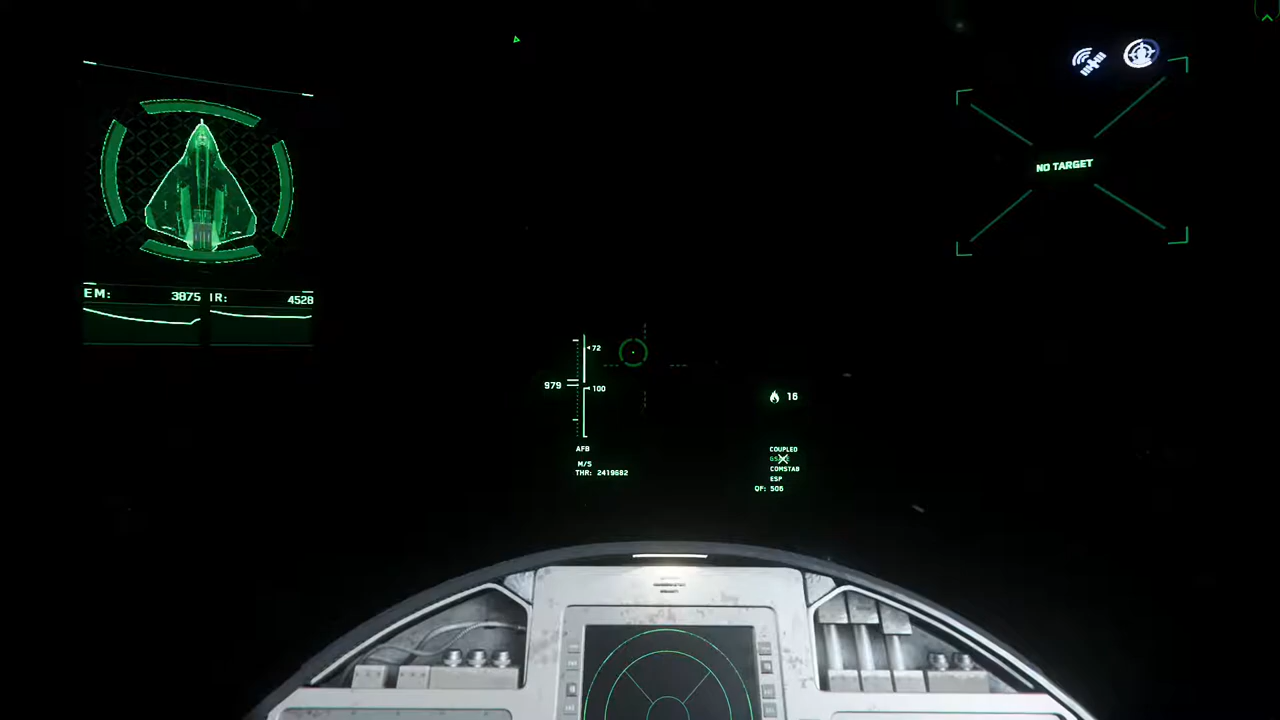 NO TARGET
EM: 3875 IR: 4528
72
979
100
16
AFB
COUPLED
M/S
COMSTAB
THR: 2419682
ESP
QF: 506